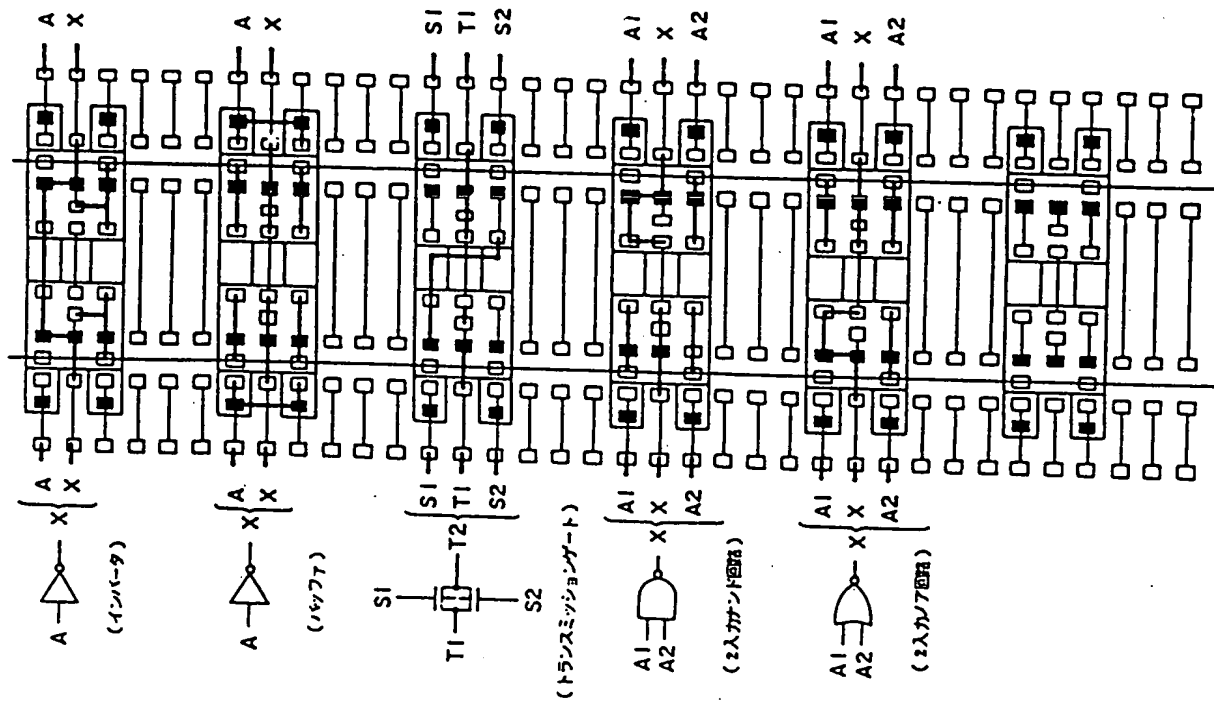 A
X
A
X
S1
T1
S2
A1
X
A2
A1
X
A2
A
X
A
X
S1
T1
S2
A1
X
A2
A1
X
A2
A X
(インバータ)
A X
(バッファ)
S1
T1 T2
S2
(トランスミッションゲート)
A1
A2
X
(2入力ナンド回路)
A1
A2
X
(2入力ノア回路)